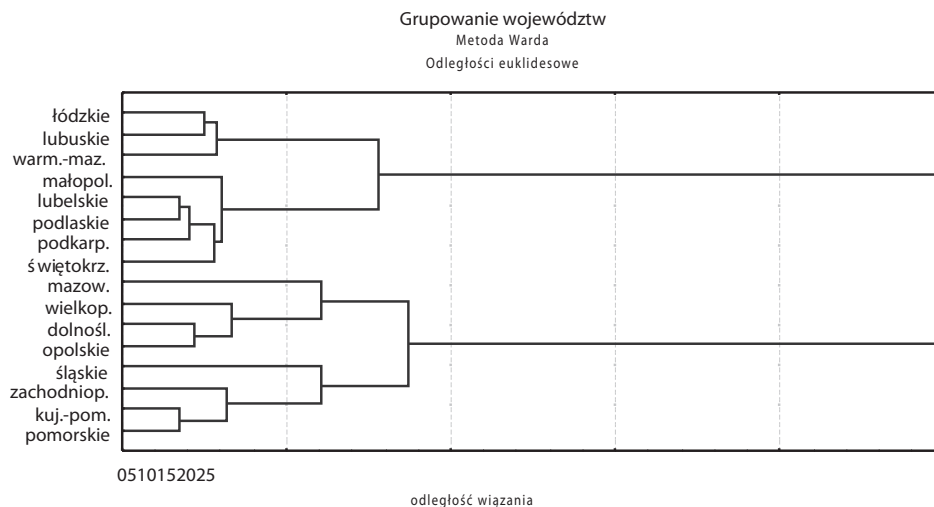 Grupowanie województw
Metoda Warda
Odległości euklidesowe
łódzkie
lubuskie
warm.-maz.
małopol.
lubelskie
podlaskie
podkarp.
świętokrz.
mazow.
wielkop.
dolnośl.
opolskie
śląskie
zachodniop.
kuj.-pom.
pomorskie
0510152025
odległość wiązania